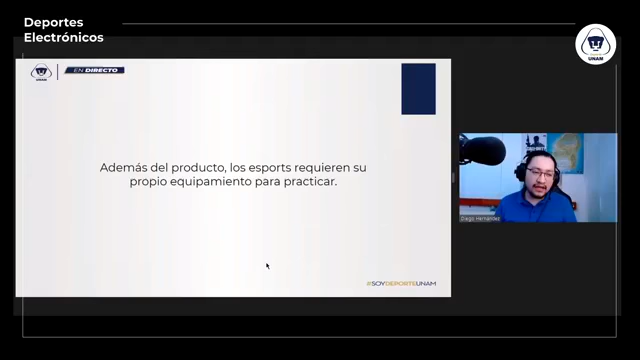 Deportes
Electrónicos
UNAM
UNAM
EN DIRECTO
Además del producto, los esports requieren su
propio equipamiento para practicar.
Diego Hernández
#SOYDEPORTEUNAM